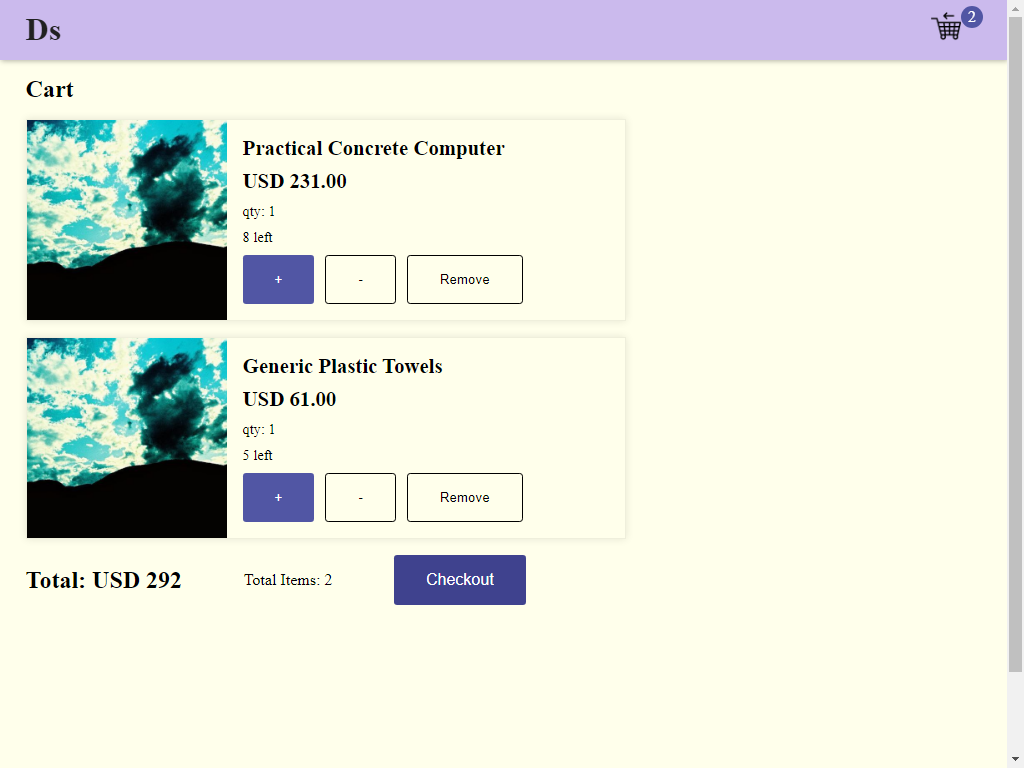 Ds
2
Cart
Practical Concrete Computer
USD 231.00
qty: 1
8 left
+ - Remove
Generic Plastic Towels
USD 61.00
qty: 1
5 left
+ - Remove
Total: USD 292 Total Items: 2 Checkout